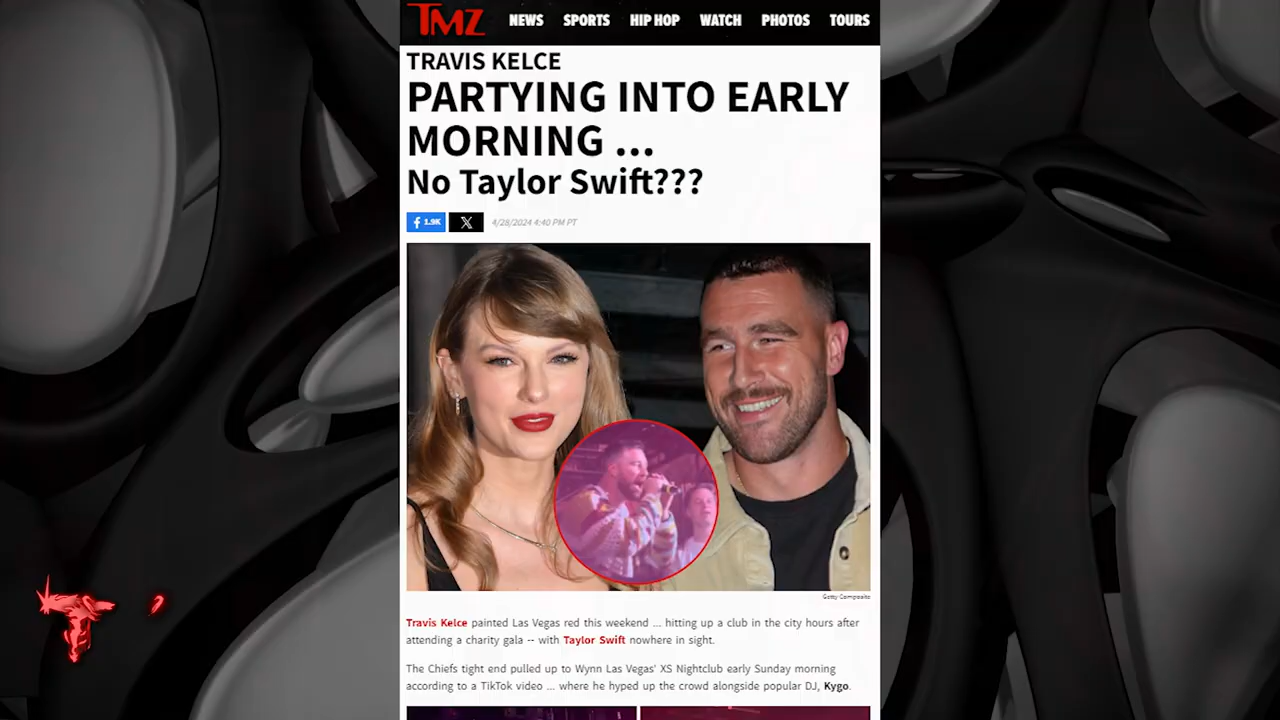 TMZ NEWS SPORTS HIP HOP WATCH PHOTOS TOURS
TRAVIS KELCE
PARTYING INTO EARLY
MORNING ...
No Taylor Swift???
1.9K X 4/28/2024 4:40 PM PT
Getty Composite
Travis Kelce painted Las Vegas red this weekend ... hitting up a club in the city hours after
attending a charity gala -- with Taylor Swift nowhere in sight.
The Chiefs tight end pulled up to Wynn Las Vegas' XS Nightclub early Sunday morning
according to a TikTok video ... where he hyped up the crowd alongside popular DJ, Kygo.